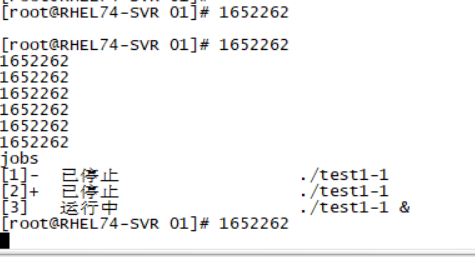 [root@RHEL74-SVR 01]# 1652262
[root@RHEL74-SVR 01]# 1652262
1652262
1652262
1652262
1652262
1652262
1652262
jobs
[1]- 已停止 ./test1-1
[2]+ 已停止 ./test1-1
[3] 运行中 ./test1-1 &
[root@RHEL74-SVR 01]# 1652262